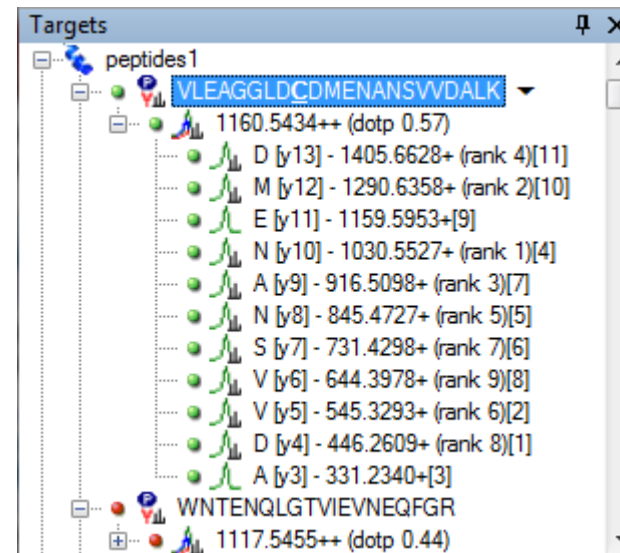 Targets
peptides1
VLEAGGLDCDMENANSVVDALK
1160.5434++ (dotp 0.57)
D [y13] - 1405.6628+ (rank 4)[11]
M [y12] - 1290.6358+ (rank 2)[10]
E [y11] - 1159.5953+[9]
N [y10] - 1030.5527+ (rank 1)[4]
A [y9] - 916.5098+ (rank 3)[7]
N [y8] - 845.4727+ (rank 5)[5]
S [y7] - 731.4298+ (rank 7)[6]
V [y6] - 644.3978+ (rank 9)[8]
V [y5] - 545.3293+ (rank 6)[2]
D [y4] - 446.2609+ (rank 8)[1]
A [y3] - 331.2340+[3]
WNTENQLGTVIEVNEQFGR
1117.5455++ (dotp 0.44)